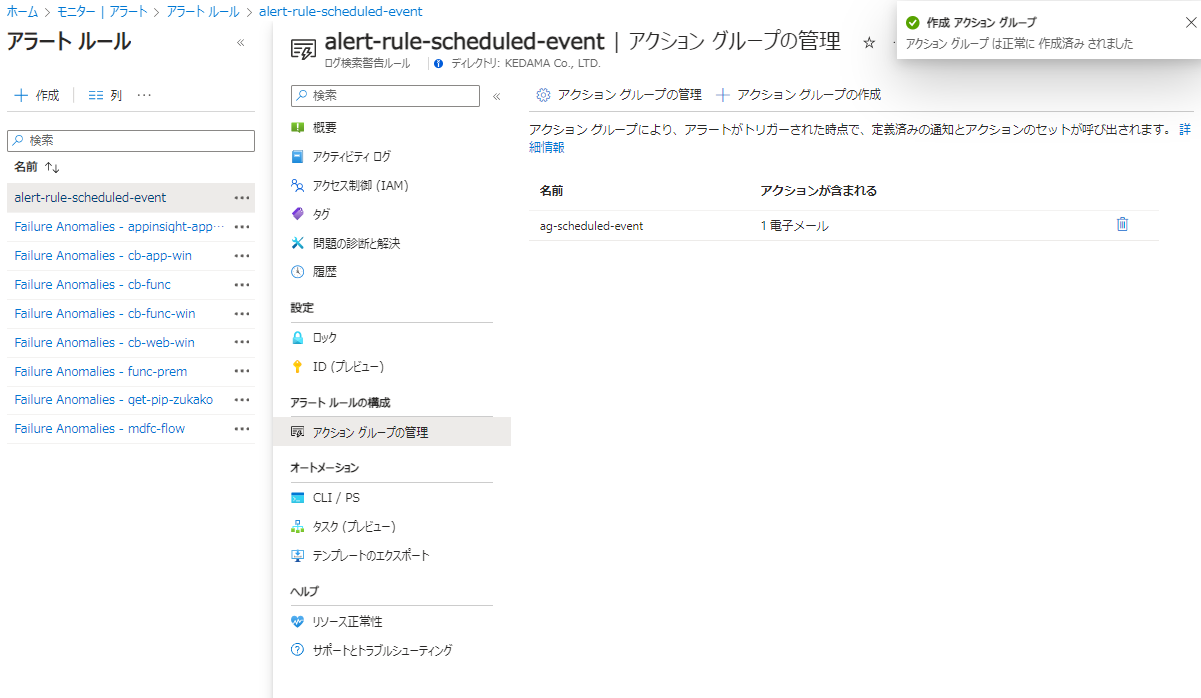 ホーム > モニター | アラート > アラート ルール > alert-rule-scheduled-event
アラート ルール
«
+ 作成
列
···
検索
名前 ↑↓
alert-rule-scheduled-event ···
Failure Anomalies - appinsight-app··· ···
Failure Anomalies - cb-app-win ···
Failure Anomalies - cb-func ···
Failure Anomalies - cb-func-win ···
Failure Anomalies - cb-web-win ···
Failure Anomalies - func-prem ···
Failure Anomalies - get-pip-zukako ···
Failure Anomalies - mdfc-flow ···
alert-rule-scheduled-event | アクション グループの管理
ログ検索警告ルール
ディレクトリ: KEDAMA Co., LTD.
検索
«
概要
アクティビティ ログ
アクセス制御 (IAM)
タグ
問題の診断と解決
履歴
設定
ロック
ID (プレビュー)
アラート ルールの構成
アクション グループの管理
オートメーション
CLI / PS
タスク (プレビュー)
テンプレートのエクスポート
ヘルプ
リソース正常性
サポートとトラブルシューティング
アクション グループの管理
+ アクション グループの作成
アクション グループにより、アラートがトリガーされた時点で、定義済みの通知とアクションのセットが呼び出されます。 詳
細情報
名前 アクションが含まれる
ag-scheduled-event 1 電子メール
作成 アクション グループ
アクション グループ は正常に 作成済み されました